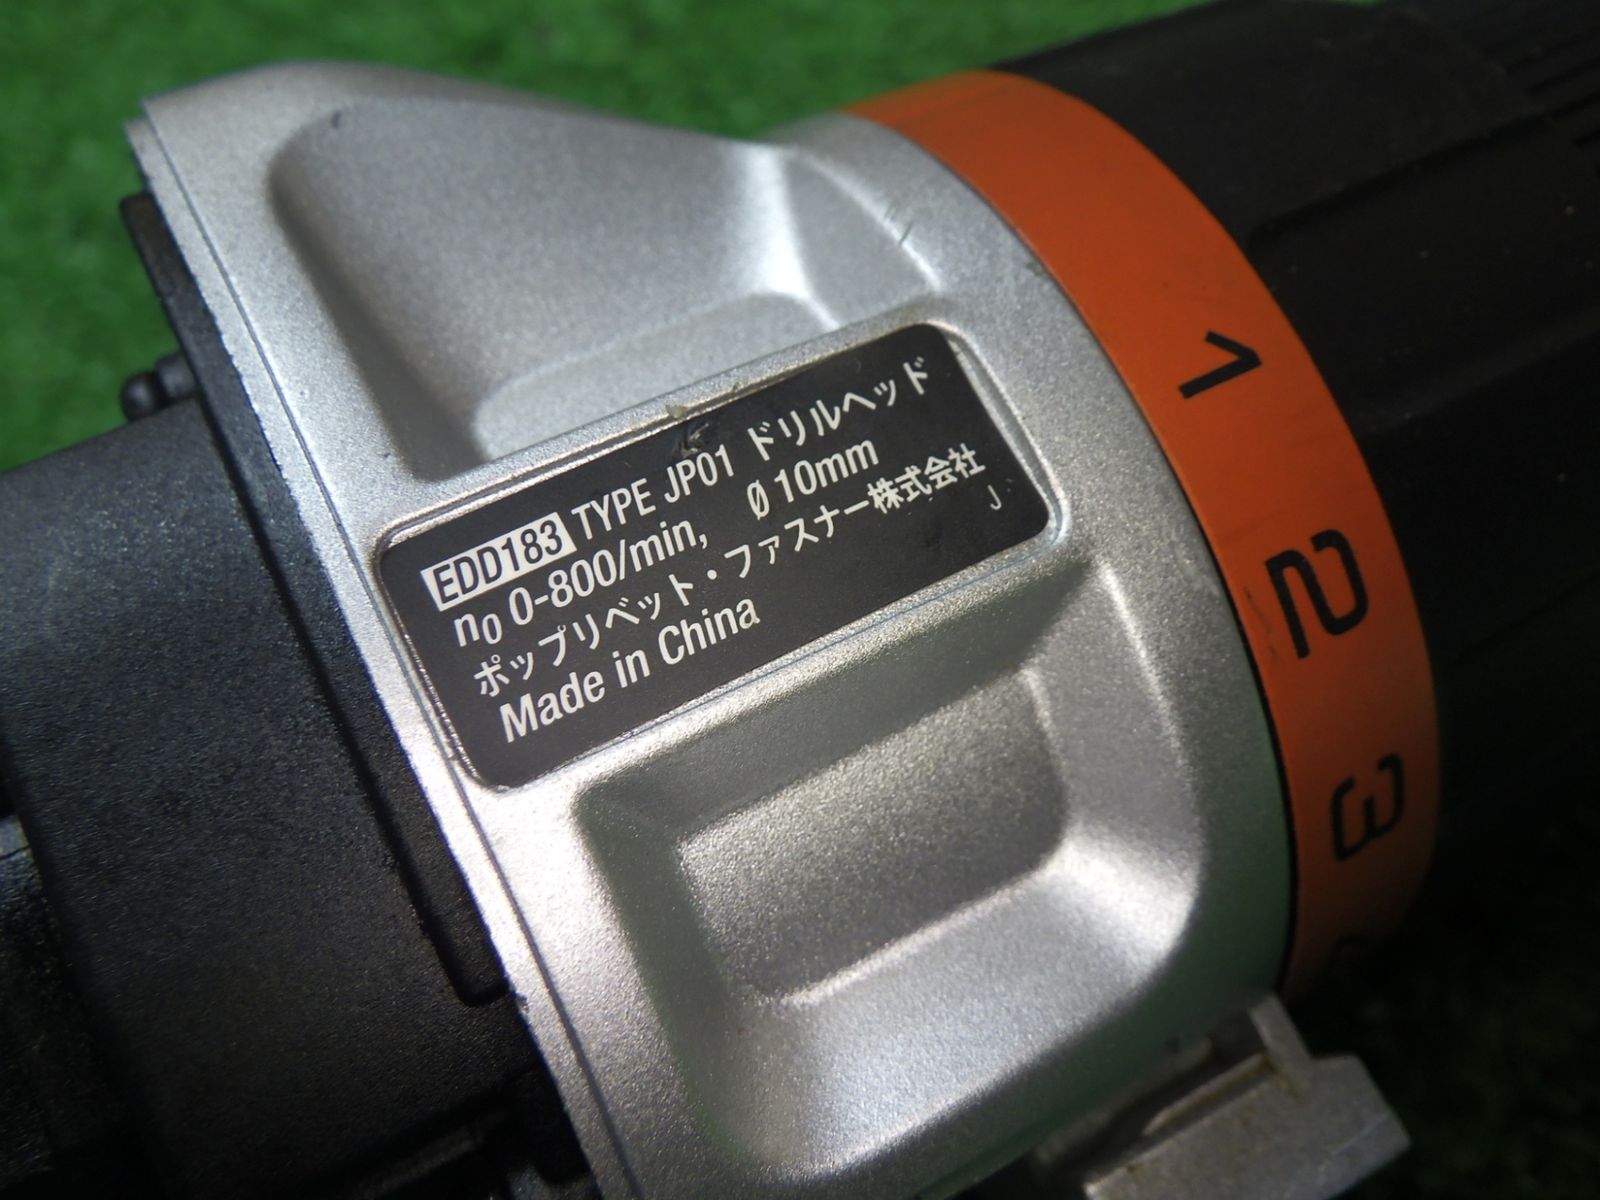 EDD183 TYPE JP01 ドリルヘッド
n0 0-800/min, Ø 10mm
ポップリベット・ファスナー株式会社
Made in China J
1
2
3